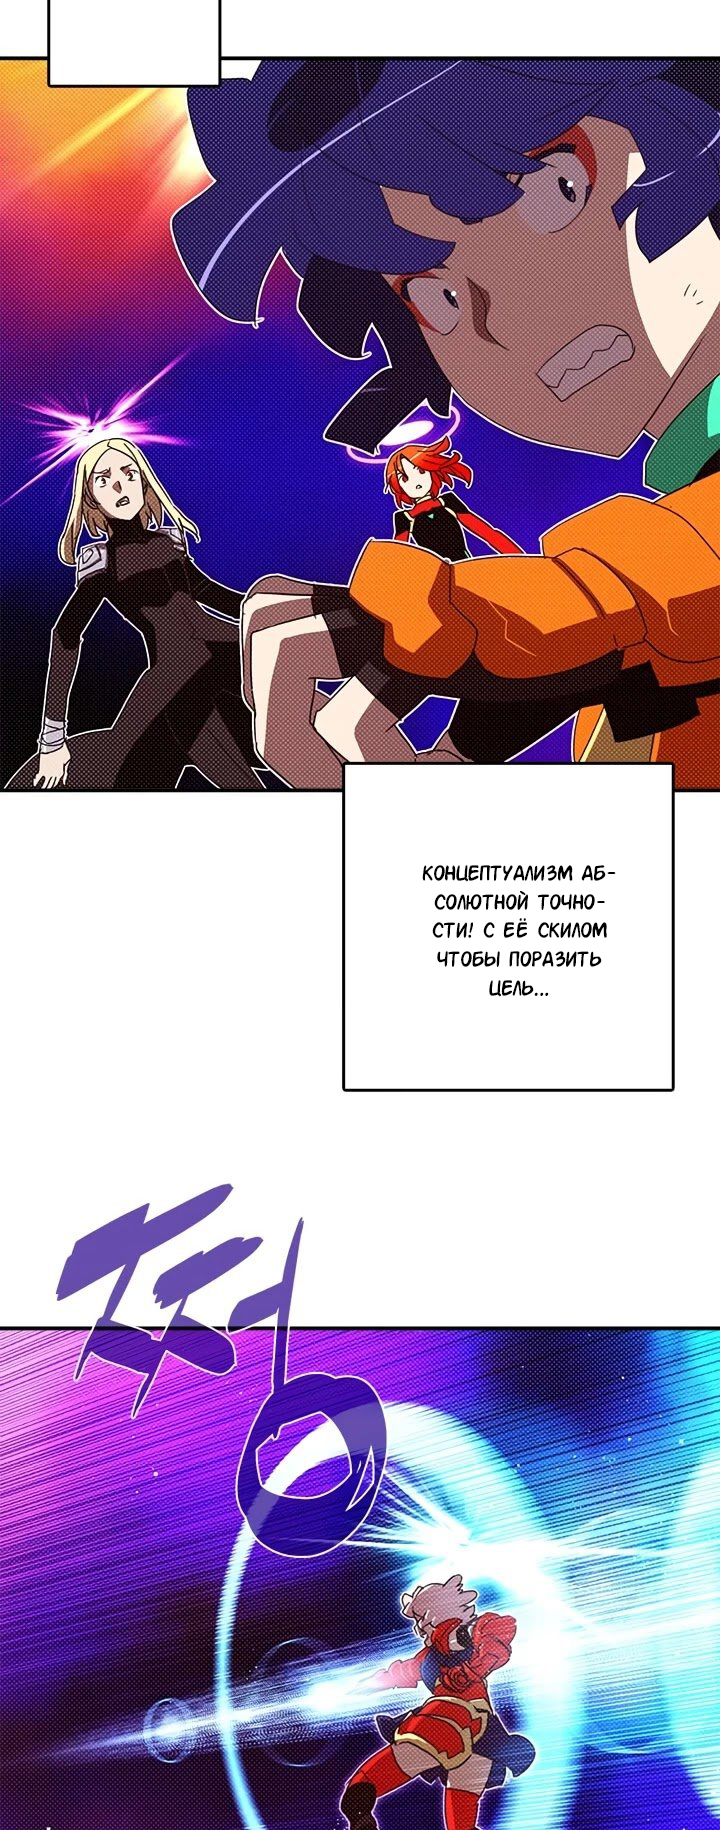 КОНЦЕПТУАЛИЗМ АБ-
СОЛЮТНОЙ ТОЧНО-
СТИ! С ЕЁ СКИЛОМ
ЧТОБЫ ПОРАЗИТЬ
ЦЕЛЬ...